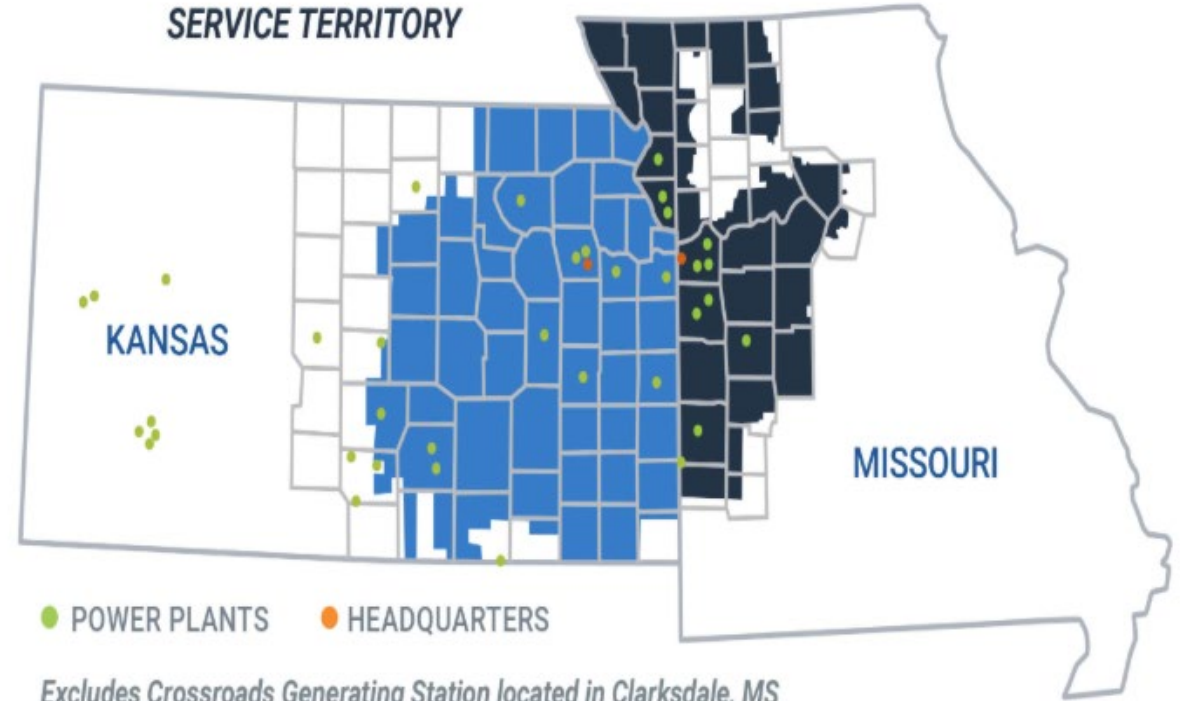 SERVICE TERRITORY
KANSAS
MISSOURI
POWER PLANTS
HEADQUARTERS
Excludes Crossroads Generating Station located in Clarksdale, MS